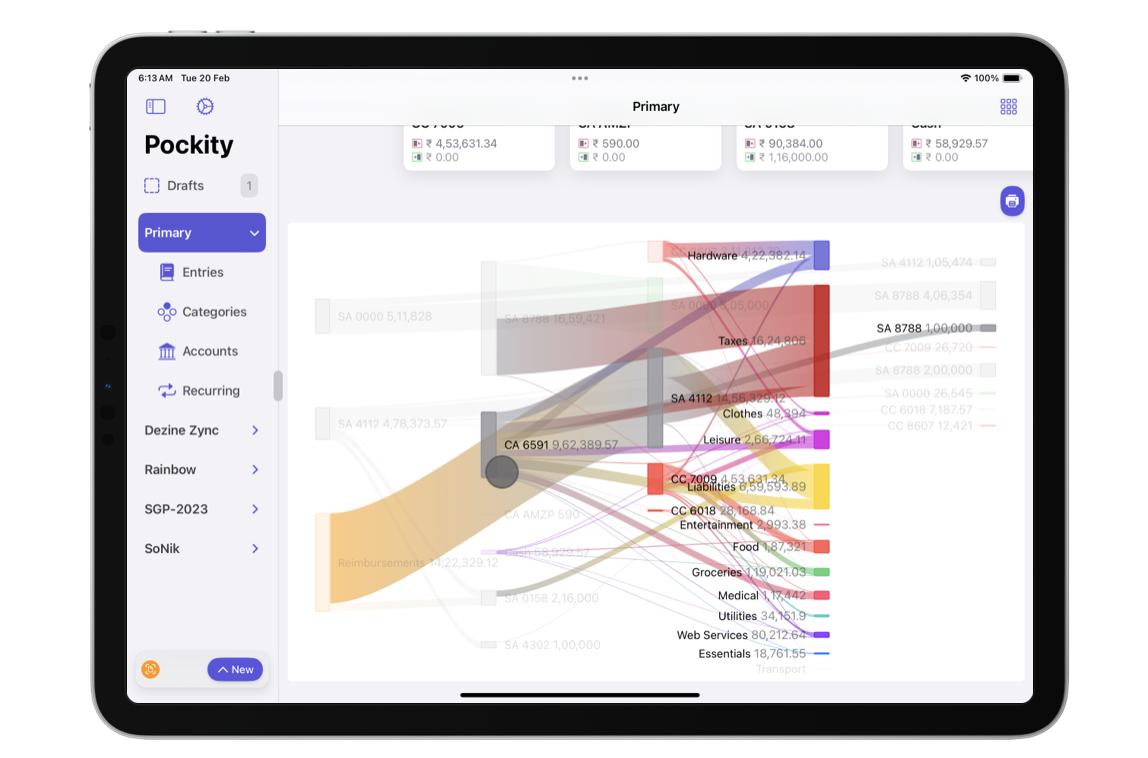 6:13 AM Tue 20 Feb
100%
Primary
Pockity
Drafts 1
Primary
Entries
Categories
Accounts
Recurring
Dezine Zync
Rainbow
SGP-2023
SoNik
New
₹ 4,53,631.34
₹ 0.00
₹ 590.00
₹ 0.00
₹ 90,384.00
₹ 1,16,000.00
₹ 58,929.57
₹ 0.00
SA 0000 5,11,828
SA 4112 4,78,373.57
Reimbursements 14,22,329.12
SA 8788 16,59,421
CA 6591 9,62,389.57
CA AMZP 590
Cash 58,929.57
SA 0158 2,16,000
SA 4302 1,00,000
SA 0000 5,05,000
SA 4112 14,56,329.12
CC 7009 4,53,631.34
CC 6018 28,168.84
Hardware 4,22,382.14
Taxes 16,24,806
Clothes 48,394
Leisure 2,66,724.11
Liabilities 6,59,593.89
Entertainment 2,993.38
Food 1,87,321
Groceries 1,19,021.03
Medical 1,17,442
Utilities 34,151.9
Web Services 80,212.64
Essentials 18,761.55
Transport
SA 4112 1,05,474
SA 8788 4,06,354
SA 8788 1,00,000
CC 7009 26,720
SA 8788 2,00,000
SA 0000 26,545
CC 6018 7,187.57
CC 8607 12,421